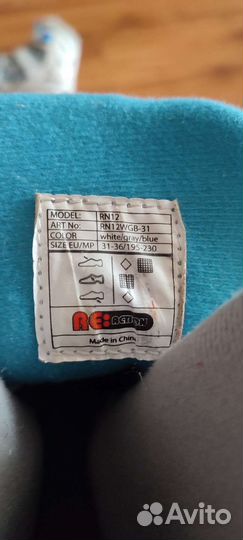 MODEL: RN12
ART No: RN12WGB-31
COLOR white/gray/blue
SIZE EU/MP 31-36/195-230
RE:ACTION
Made in China
Avito